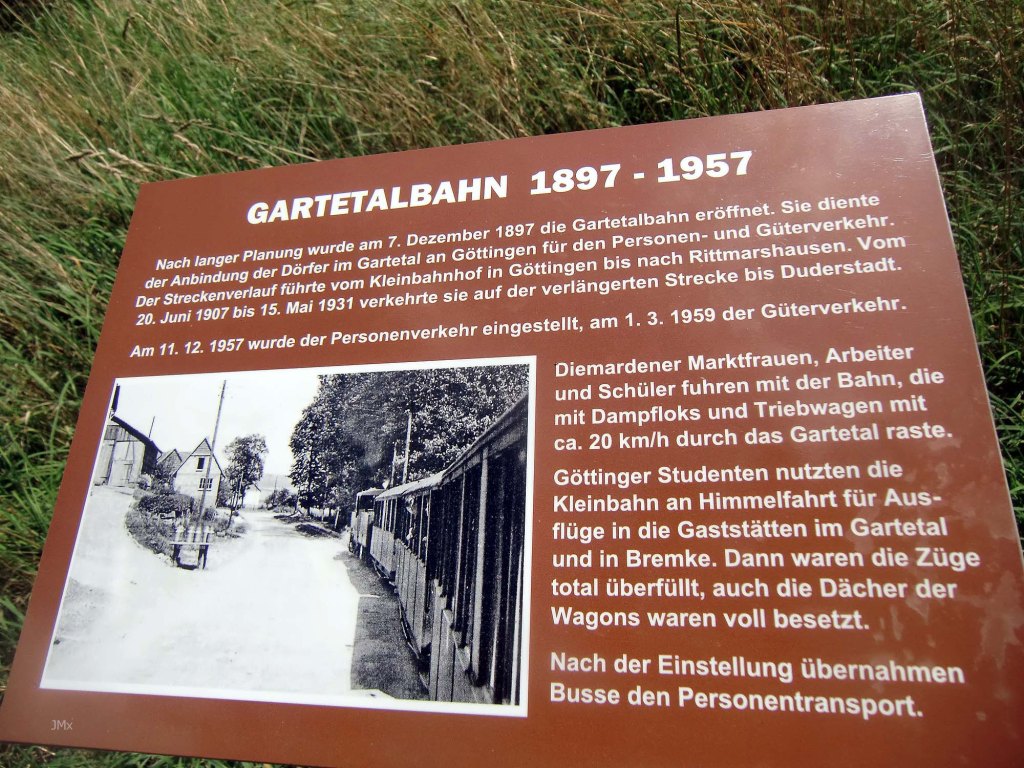 GARTETALBAHN 1897 - 1957
Nach langer Planung wurde am 7. Dezember 1897 die Gartetalbahn eröffnet. Sie diente
der Anbindung der Dörfer im Gartetal an Göttingen für den Personen- und Güterverkehr.
Der Streckenverlauf führte vom Kleinbahnhof in Göttingen bis nach Rittmarshausen. Vom
20. Juni 1907 bis 15. Mai 1931 verkehrte sie auf der verlängerten Strecke bis Duderstadt.
Am 11. 12. 1957 wurde der Personenverkehr eingestellt, am 1. 3. 1959 der Güterverkehr.
Diemardener Marktfrauen, Arbeiter
und Schüler fuhren mit der Bahn, die
mit Dampfloks und Triebwagen mit
ca. 20 km/h durch das Gartetal raste.
Göttinger Studenten nutzten die
Kleinbahn an Himmelfahrt für Aus-
flüge in die Gaststätten im Gartetal
und in Bremke. Dann waren die Züge
total überfüllt, auch die Dächer der
Wagons waren voll besetzt.
Nach der Einstellung übernahmen
Busse den Personentransport.
JMx